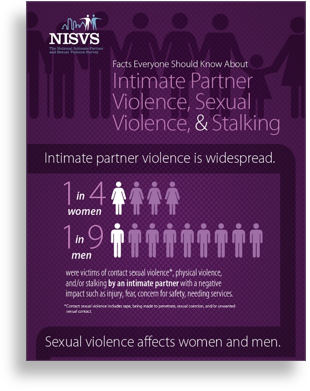 NISVS
The National Intimate Partner
and Sexual Violence Survey
Facts Everyone Should Know About
Intimate Partner
Violence, Sexual
Violence, & Stalking
Intimate partner violence is widespread.
1 in 4
women
1 in 9
men
were victims of contact sexual violence*, physical violence,
and/or stalking by an intimate partner with a negative
impact such as injury, fear, concern for safety, needing services.
*Contact sexual violence includes rape, being made to penetrate, sexual coercion, and/or unwanted
sexual contact.
Sexual violence affects women and men.